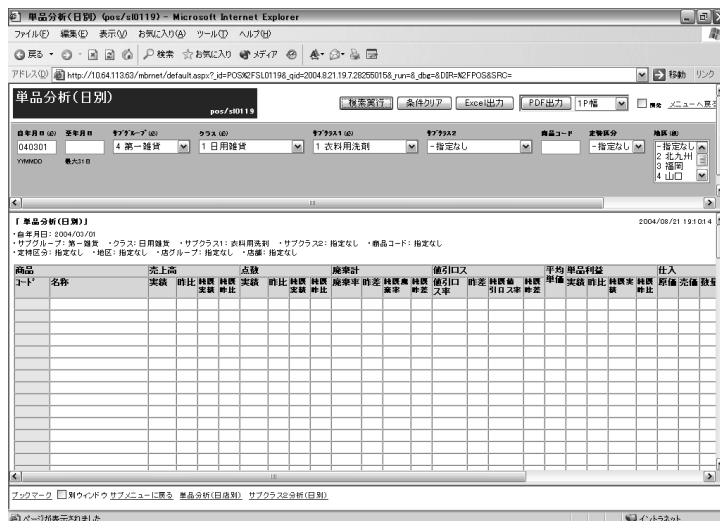 単品分析(日別) (pos/sl0119) - Microsoft Internet Explorer
ファイル(F) 編集(E) 表示(V) お気に入り(A) ツール(T) ヘルプ(H)
戻る 検索 お気に入り メディア
アドレス(D) http://10.64.113.63/mbrnet/default.aspx?_id=POS%2FSL0119&_qid=2004.8.21.19.7.28255015&_run=&_dbg=&DIR=%2FPOS&SRC= 移動 リンク
単品分析(日別) pos/sl0119 検索実行 条件クリア Excel出力 PDF出力 1P幅 メニューへ戻る
自年月日(必) 至年月日 サブグループ(必) クラス(必) サブクラス1(必) サブクラス2 商品コード 定特区分 地区(複)
040301 4 第一雑貨 1 日用雑貨 1 衣料用洗剤 -指定なし -指定なし -指定なし
2 北九州
3 福岡
4 山口
YYMMDD 最大31日
「単品分析(日別)」 2004/08/21 19:10:14
・自年月日: 2004/03/01
・サブグループ: 第一雑貨 ・クラス: 日用雑貨 ・サブクラス1: 衣料用洗剤 ・サブクラス2: 指定なし ・商品コード: 指定なし
・定特区分: 指定なし ・地区: 指定なし ・店グループ: 指定なし ・店舗: 指定なし
商品 売上高 点数 廃棄計 値引ロス 平均単価 単品利益 仕入
コード 名称 実績 昨比 純既実績 純既昨比 実績 昨比 純既実績 純既昨比 廃棄率 昨差 純既廃棄率 純既昨差 値引ロス率 昨差 純既値引ロス率 純既昨差 実績 昨比 純既実績 純既昨比 原価 売価 数量
ブックマーク 別ウィンドウ サブメニューに戻る 単品分析(日店別) サブクラス2分析(日別)
ページが表示されました イントラネット